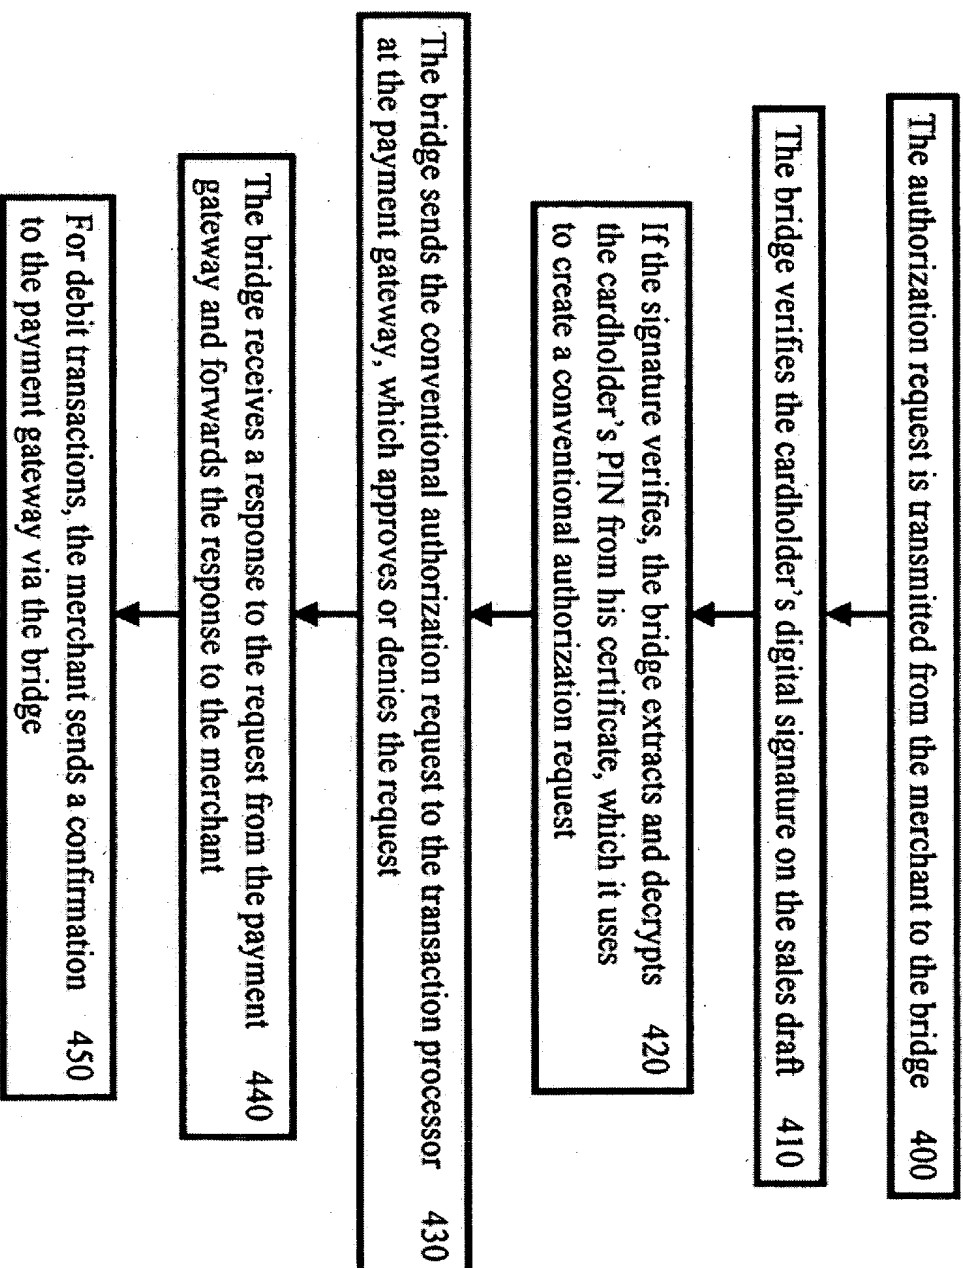 The authorization request is transmitted from the merchant to the bridge 400
The bridge verifies the cardholder's digital signature on the sales draft 410
If the signature verifies, the bridge extracts and decrypts
the cardholder's PIN from his certificate, which it uses 420
to create a conventional authorization request
The bridge sends the conventional authorization request to the transaction processor 430
at the payment gateway, which approves or denies the request
The bridge receives a response to the request from the payment 440
gateway and forwards the response to the merchant
For debit transactions, the merchant sends a confirmation 450
to the payment gateway via the bridge